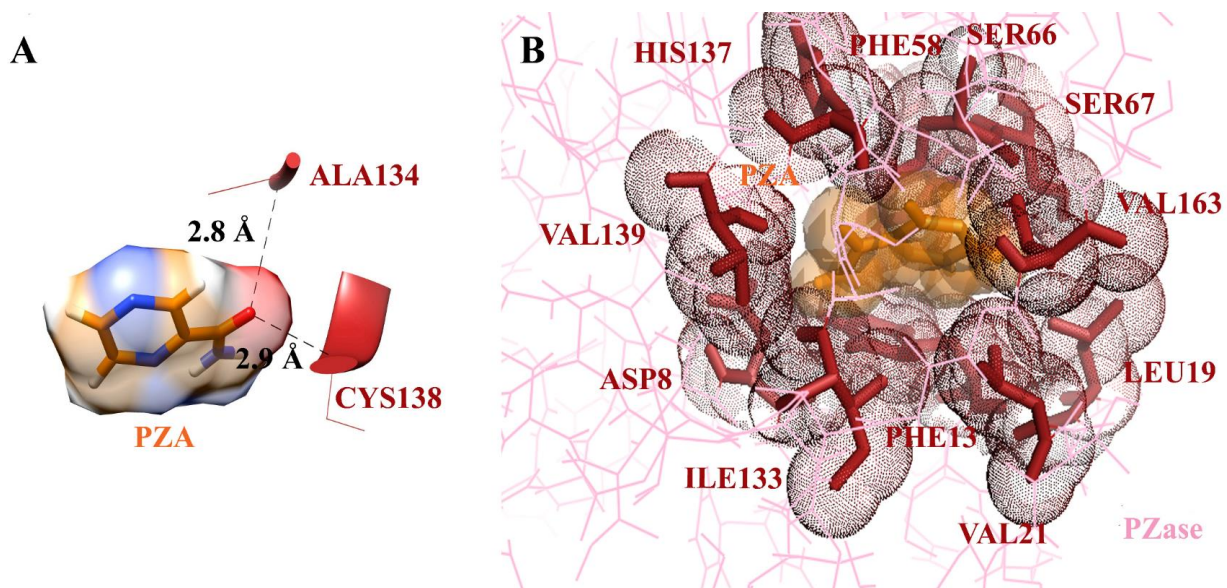 A
ALA134
2.8 Å
2.9 Å
CYS138
PZA
B
HIS137
PHE58
SER66
SER67
PZA
VAL163
VAL139
ASP8
LEU19
PHE13
ILE133
VAL21
PZase